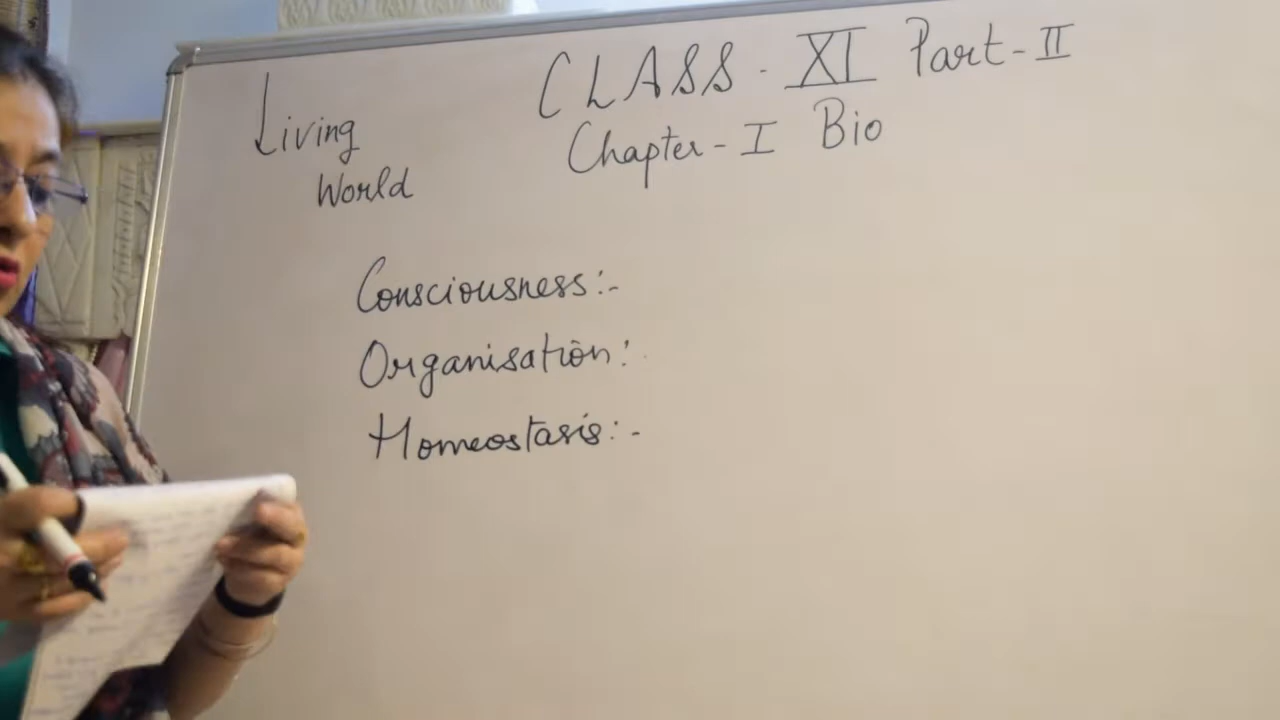 CLASS - XI Part - II
Living
World
Chapter - I Bio
Consciousness :-
Organisation :
Homeostasis :-